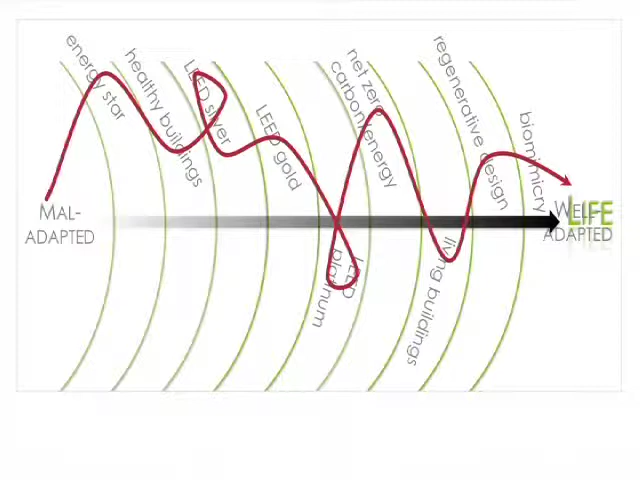 energy star
healthy buildings
LEED silver
LEED gold
LEED
platinum
net zero
carbon/energy
living buildings
regenerative design
biomimicry
MAL-
ADAPTED
WELL-
ADAPTED
LIFE